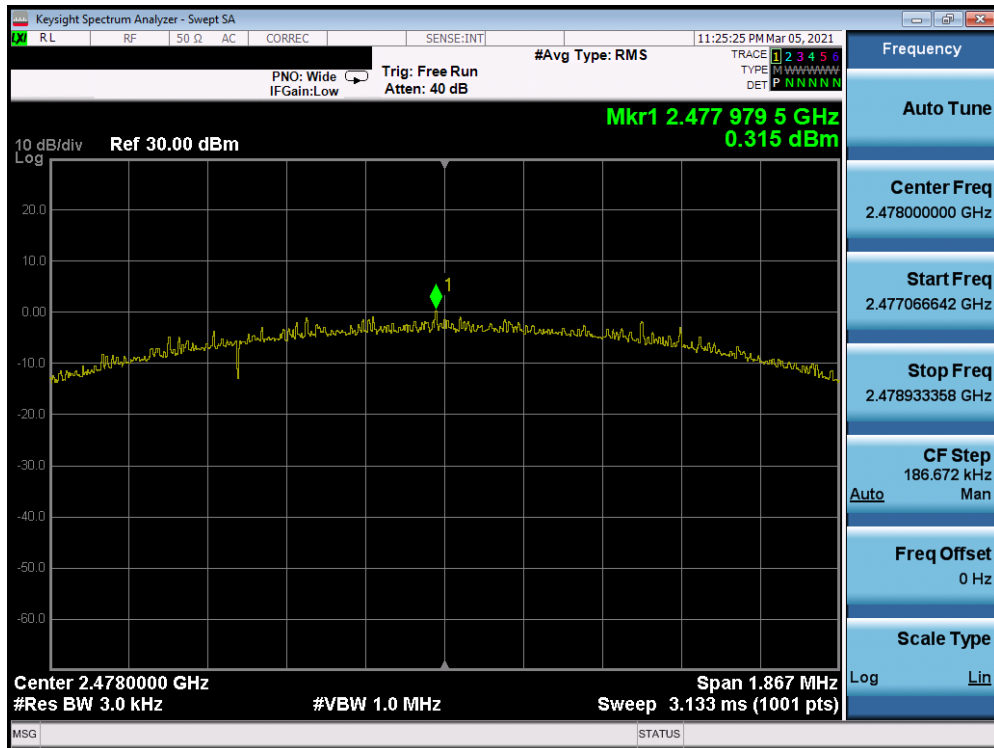 Keysight Spectrum Analyzer - Swept SA
LXI RL RF 50 Ω AC CORREC SENSE:INT 11:25:25 PM Mar 05, 2021
#Avg Type: RMS
TRACE 1 2 3 4 5 6
PNO: Wide Trig: Free Run TYPE M WWWWW
IFGain:Low Atten: 40 dB DET P N N N N N
Mkr1 2.477 979 5 GHz
0.315 dBm
10 dB/div Ref 30.00 dBm
Log
20.0
10.0
1
0.00
-10.0
-20.0
-30.0
-40.0
-50.0
-60.0
Center 2.4780000 GHz Span 1.867 MHz
#Res BW 3.0 kHz #VBW 1.0 MHz Sweep 3.133 ms (1001 pts)
MSG STATUS
Frequency
Auto Tune
Center Freq
2.478000000 GHz
Start Freq
2.477066642 GHz
Stop Freq
2.478933358 GHz
CF Step
186.672 kHz
Auto Man
Freq Offset
0 Hz
Scale Type
Log Lin